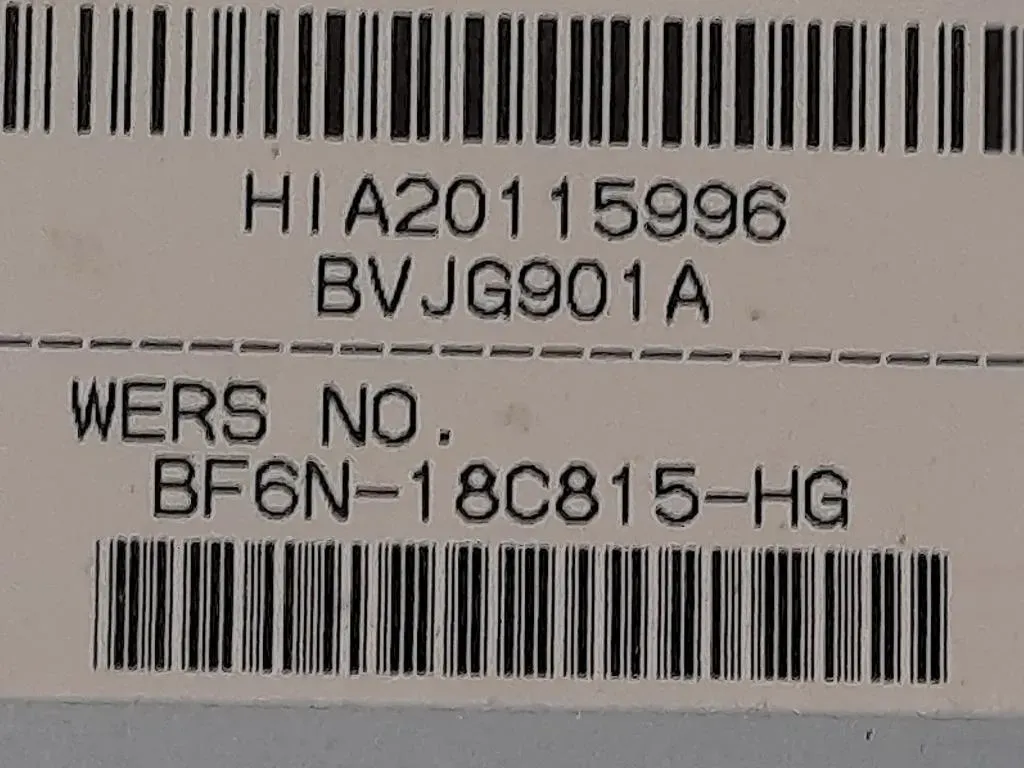 HIA20115996
BVJG901A
WERS NO.
BF6N-18C815-HG